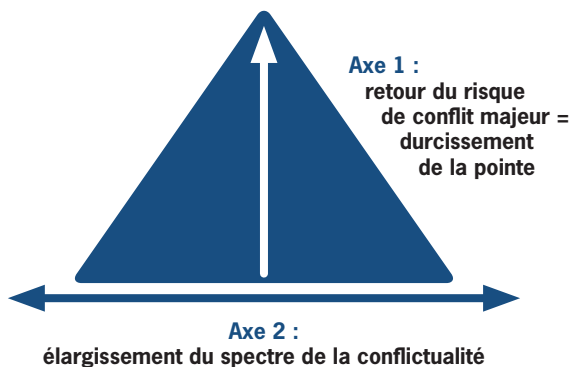 Axe 1 :
retour du risque
de conflit majeur =
durcissement
de la pointe
Axe 2 :
élargissement du spectre de la conflictualité